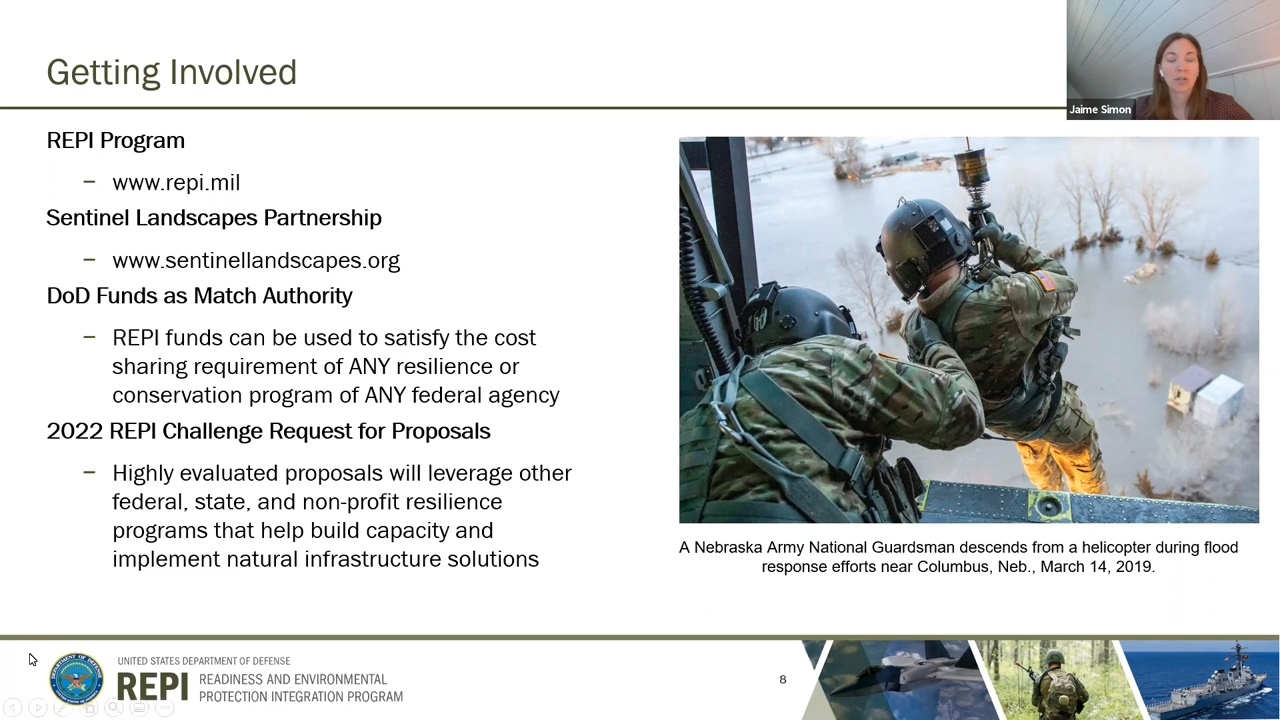 Getting Involved
Jaime Simon
REPI Program
– www.repi.mil
Sentinel Landscapes Partnership
– www.sentinellandscapes.org
DoD Funds as Match Authority
– REPI funds can be used to satisfy the cost
sharing requirement of ANY resilience or
conservation program of ANY federal agency
2022 REPI Challenge Request for Proposals
– Highly evaluated proposals will leverage other
federal, state, and non-profit resilience
programs that help build capacity and
implement natural infrastructure solutions
A Nebraska Army National Guardsman descends from a helicopter during flood
response efforts near Columbus, Neb., March 14, 2019.
UNITED STATES DEPARTMENT OF DEFENSE
REPI
READINESS AND ENVIRONMENTAL
PROTECTION INTEGRATION PROGRAM
8